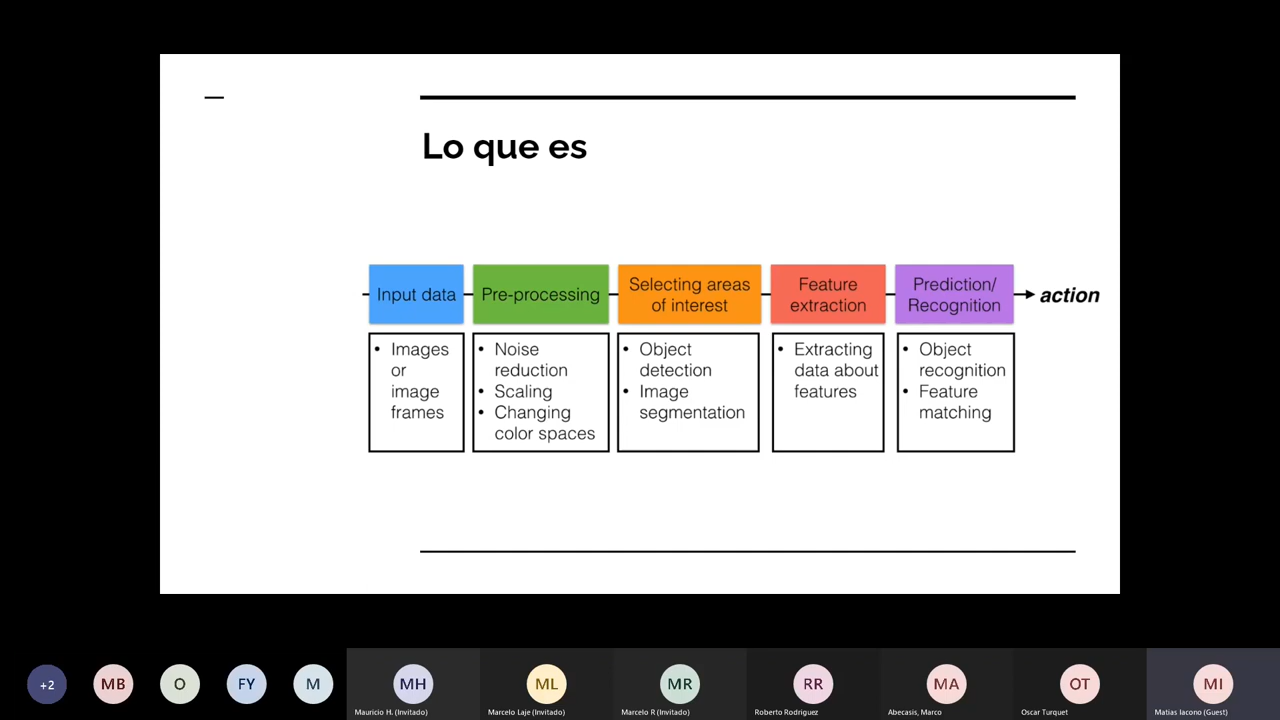 Lo que es
Input data
Pre-processing
Selecting areas
of interest
Feature
extraction
Prediction/
Recognition
action
• Images
or
image
frames
• Noise
reduction
• Scaling
• Changing
color spaces
• Object
detection
• Image
segmentation
• Extracting
data about
features
• Object
recognition
• Feature
matching
+2
MB
O
FY
M
MH
Mauricio H. (Invitado)
ML
Marcelo Laje (Invitado)
MR
Marcelo R (Invitado)
RR
Roberto Rodriguez
MA
Abecasis, Marco
OT
Oscar Turquet
MI
Matias Iacono (Guest)